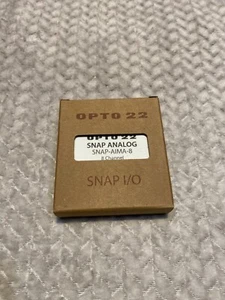 OPTO 22
OPTO 22
SNAP ANALOG
SNAP-AIMA-8
8 Channel
SNAP I/O